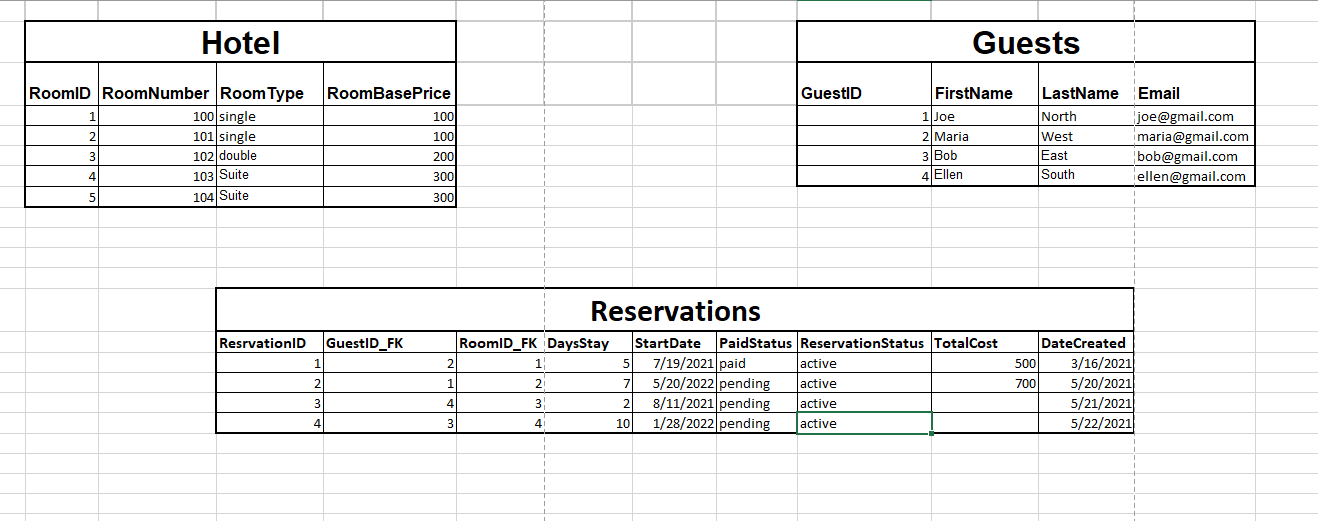 Hotel Guests
RoomID RoomNumber RoomType RoomBasePrice GuestID FirstName LastName Email
1 100 single 100 1 Joe North joe@gmail.com
2 101 single 100 2 Maria West maria@gmail.com
3 102 double 200 3 Bob East bob@gmail.com
4 103 Suite 300 4 Ellen South ellen@gmail.com
5 104 Suite 300
Reservations
ResrvationID GuestID_FK RoomID_FK DaysStay StartDate PaidStatus ReservationStatus TotalCost DateCreated
1 2 1 5 7/19/2021 paid active 500 3/16/2021
2 1 2 7 5/20/2022 pending active 700 5/20/2021
3 4 3 2 8/11/2021 pending active 5/21/2021
4 3 4 10 1/28/2022 pending active 5/22/2021